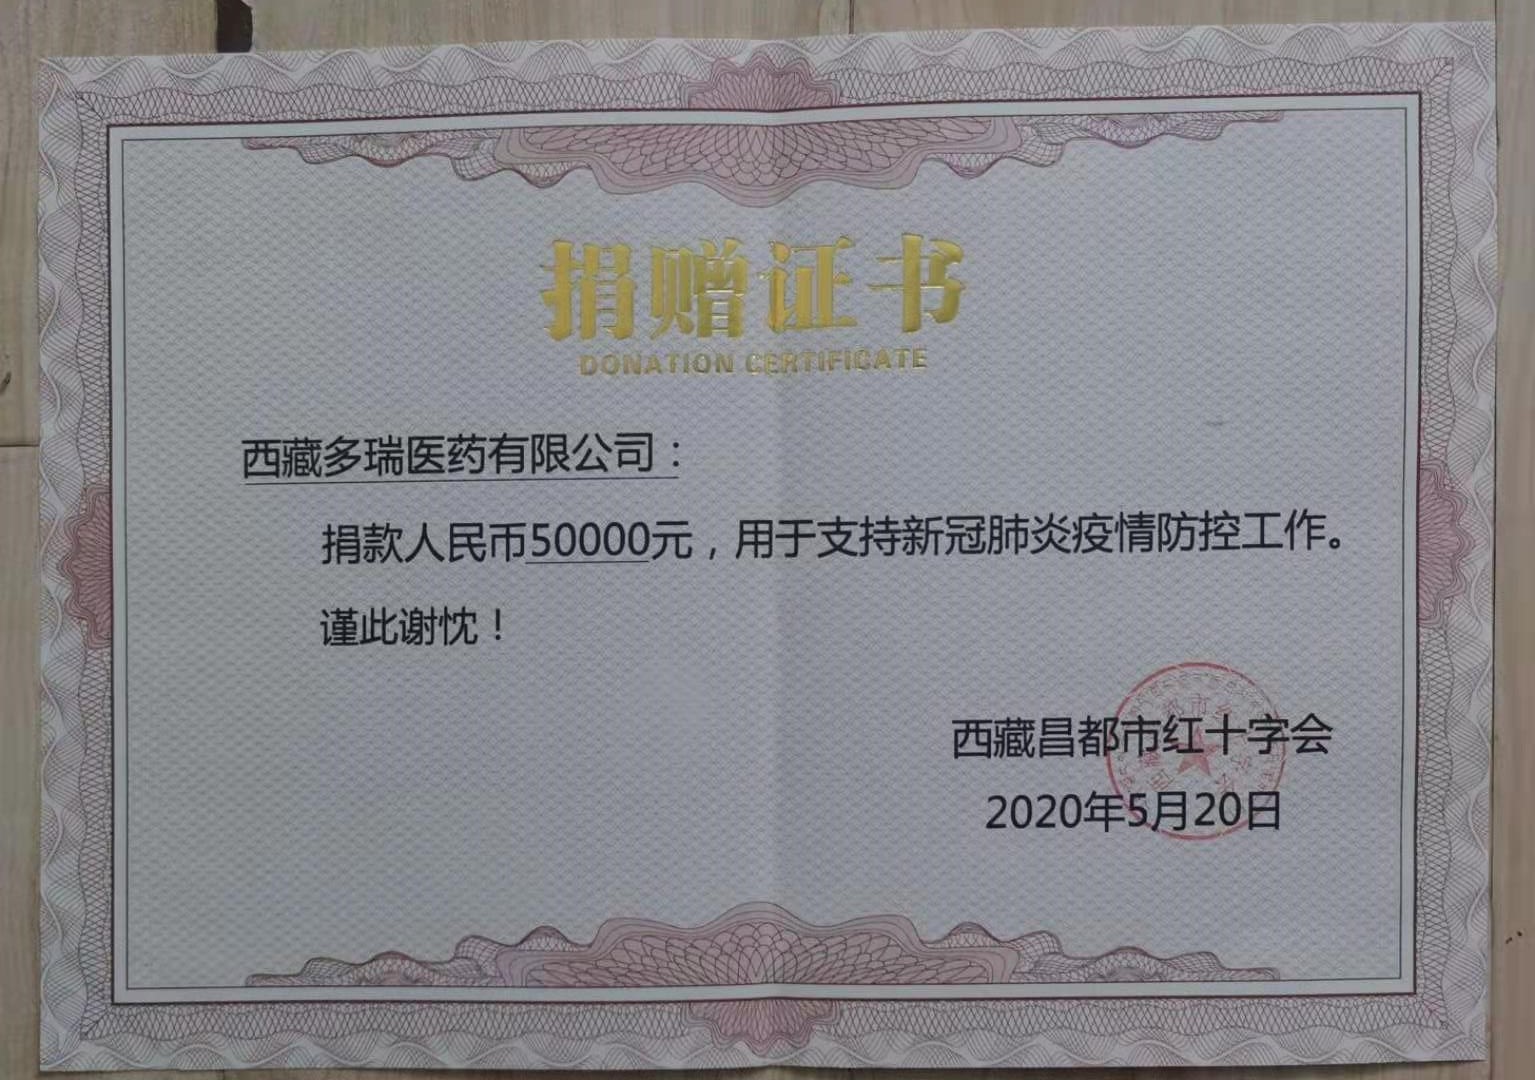 捐赠证书
DONATION CERTIFICATE
西藏多瑞医药有限公司：
捐款人民币50000元，用于支持新冠肺炎疫情防控工作。
谨此谢忱！
西藏昌都市红十字会
2020年5月20日